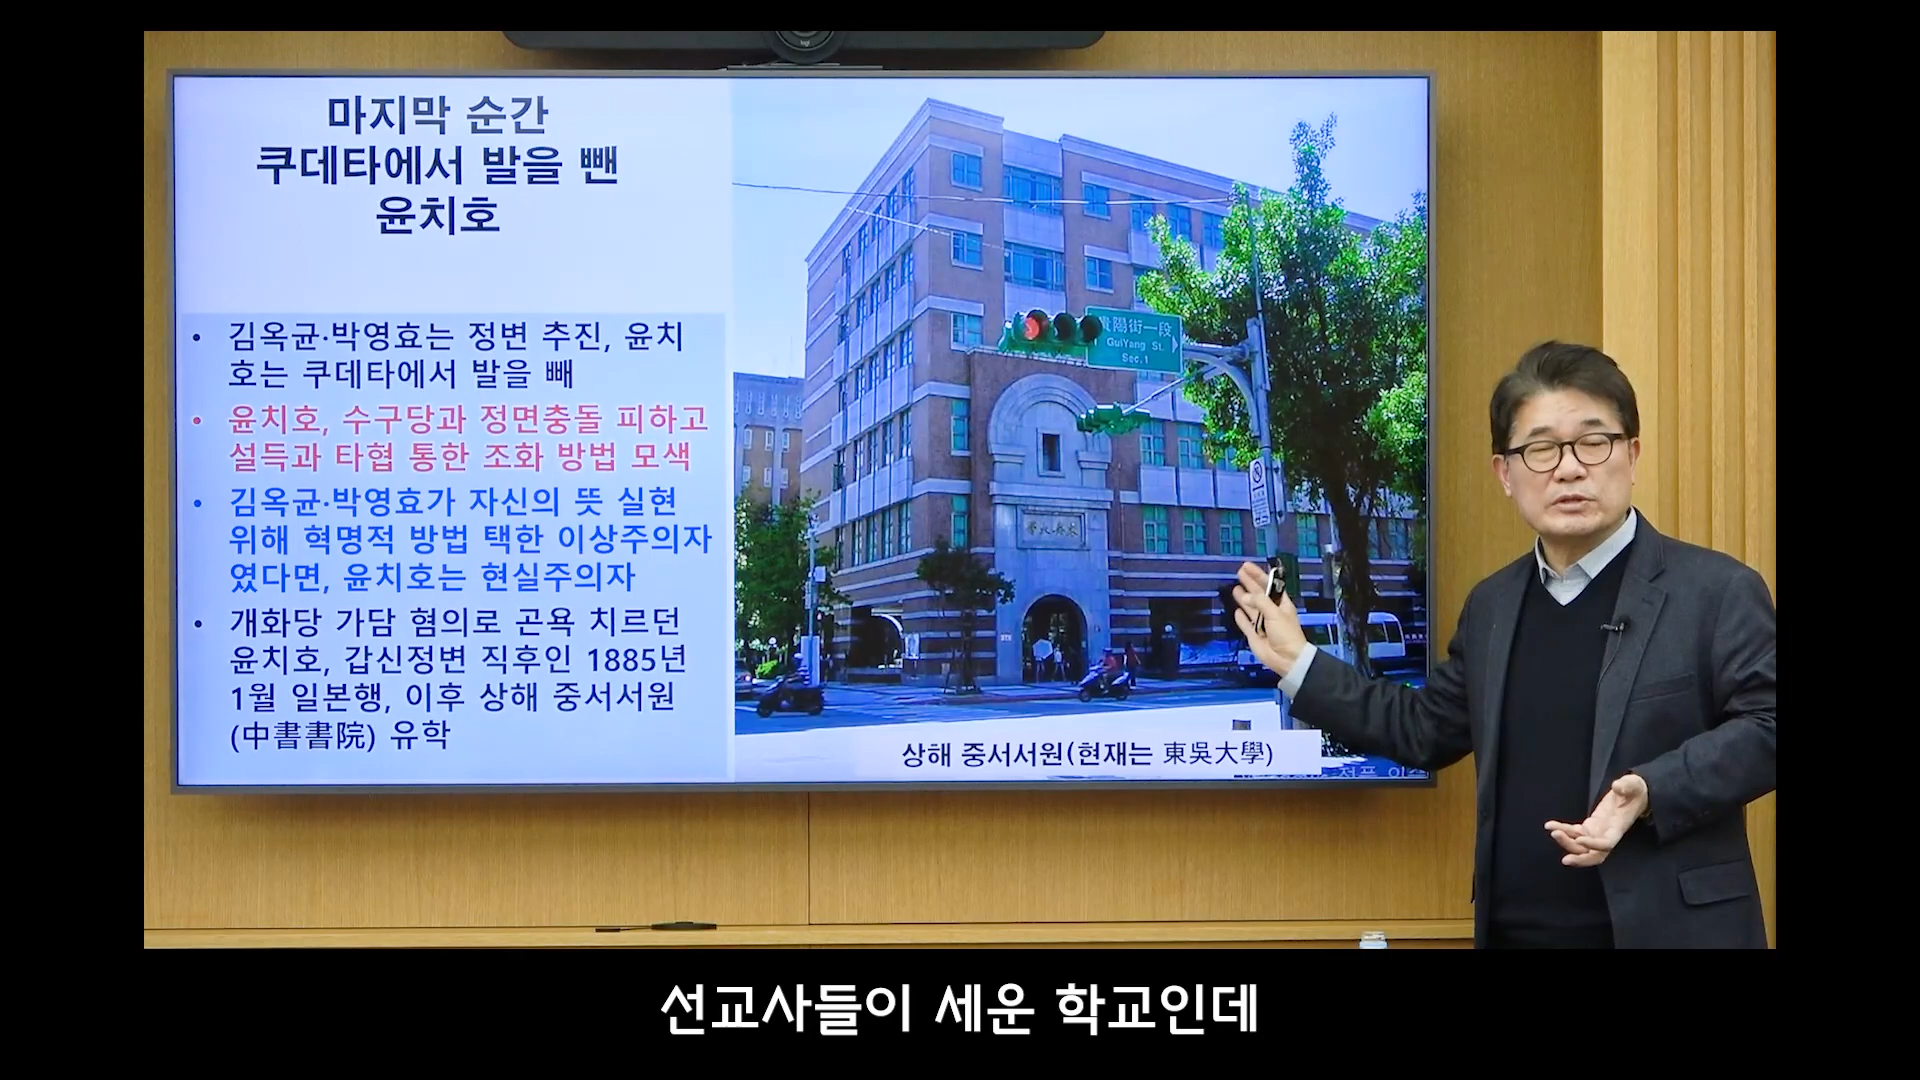 마지막 순간
쿠데타에서 발을 뺀
윤치호
• 김옥균·박영효는 정변 추진, 윤치
호는 쿠데타에서 발을 빼
• 윤치호, 수구당과 정면충돌 피하고
설득과 타협 통한 조화 방법 모색
• 김옥균·박영효가 자신의 뜻 실현
위해 혁명적 방법 택한 이상주의자
였다면, 윤치호는 현실주의자
• 개화당 가담 혐의로 곤욕 치르던
윤치호, 갑신정변 직후인 1885년
1월 일본행, 이후 상해 중서서원
(中書書院) 유학
貴陽街一段
GuiYang St.
Sec.1
상해 중서서원(현재는 東吳大學)
logi
선교사들이 세운 학교인데